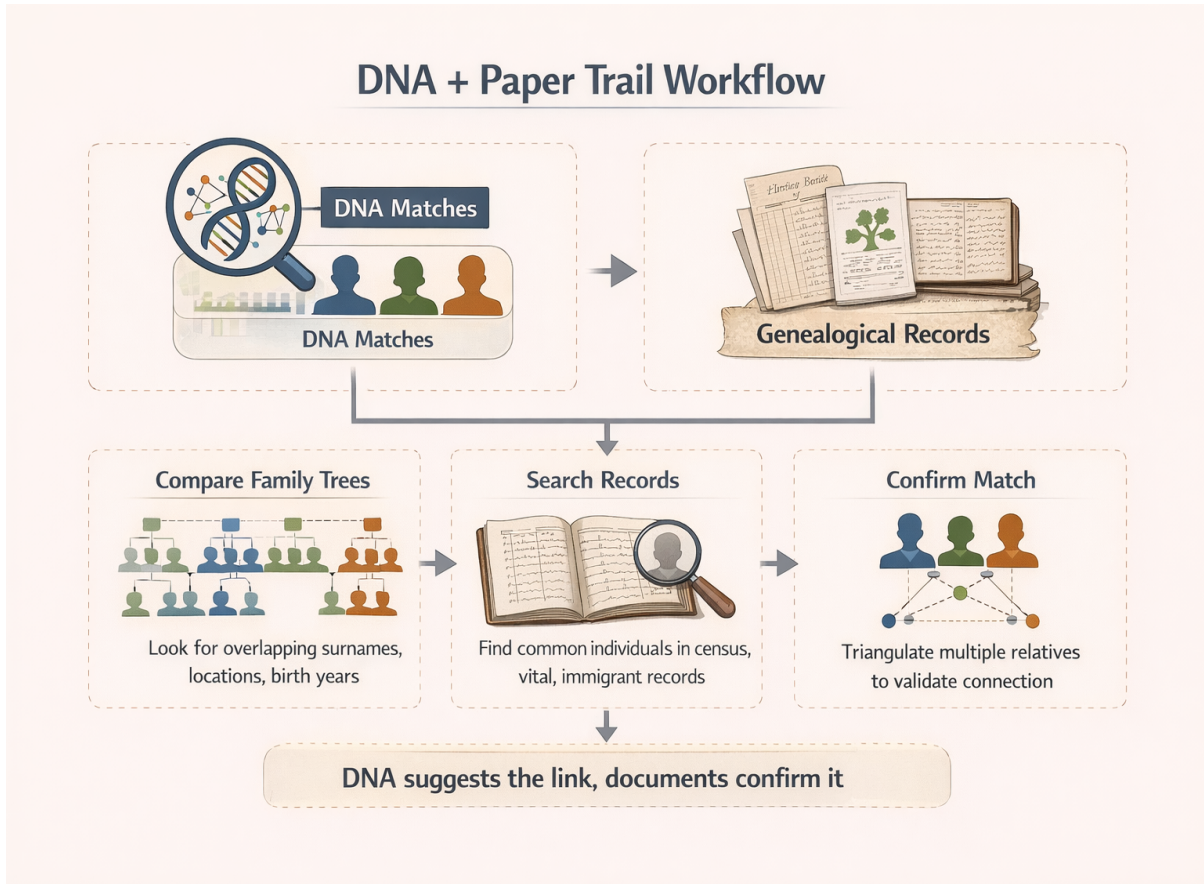 DNA + Paper Trail Workflow
DNA Matches
DNA Matches
Genealogical Records
Compare Family Trees
Look for overlapping surnames,
locations, birth years
Search Records
Find common individuals in census,
vital, immigrant records
Confirm Match
Triangulate multiple relatives
to validate connection
DNA suggests the link, documents confirm it